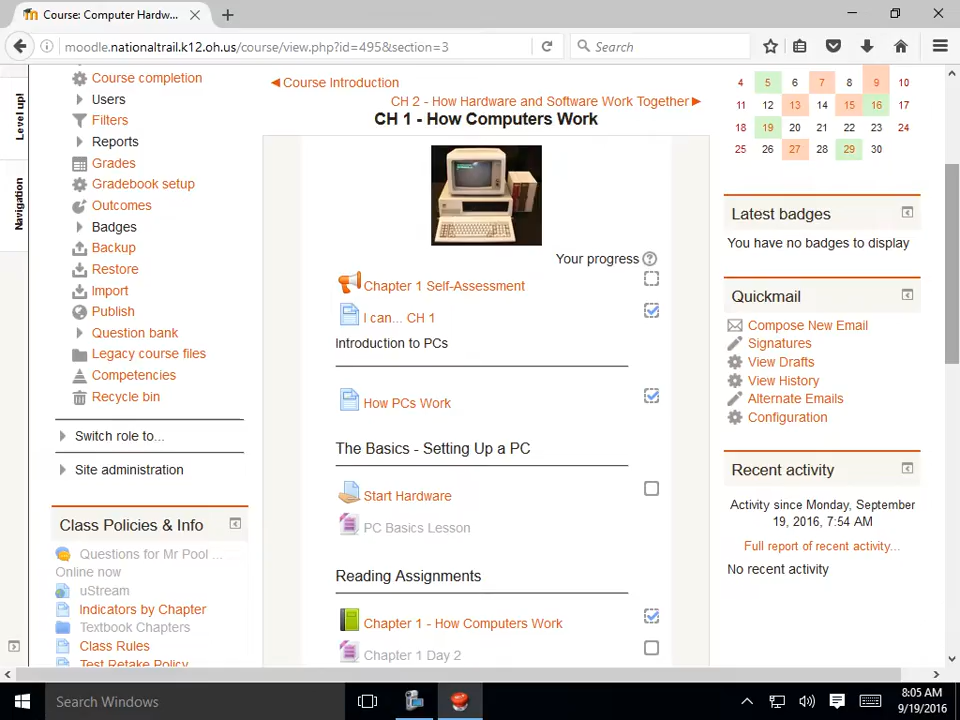 Course: Computer Hardw...
moodle.nationaltrail.k12.oh.us/course/view.php?id=495&section=3
Search
Level up!
Navigation
Course completion
Users
Filters
Reports
Grades
Gradebook setup
Outcomes
Badges
Backup
Restore
Import
Publish
Question bank
Legacy course files
Competencies
Recycle bin
Switch role to...
Site administration
Class Policies & Info
Questions for Mr Pool ...
Online now
uStream
Indicators by Chapter
Textbook Chapters
Class Rules
Test Retake Policy
◄ Course Introduction
CH 2 - How Hardware and Software Work Together ►
CH 1 - How Computers Work
Your progress
Chapter 1 Self-Assessment
I can... CH 1
Introduction to PCs
How PCs Work
The Basics - Setting Up a PC
Start Hardware
PC Basics Lesson
Reading Assignments
Chapter 1 - How Computers Work
Chapter 1 Day 2
4 5 6 7 8 9 10
11 12 13 14 15 16 17
18 19 20 21 22 23 24
25 26 27 28 29 30
Latest badges
You have no badges to display
Quickmail
Compose New Email
Signatures
View Drafts
View History
Alternate Emails
Configuration
Recent activity
Activity since Monday, September
19, 2016, 7:54 AM
Full report of recent activity...
No recent activity
Search Windows
8:05 AM
9/19/2016